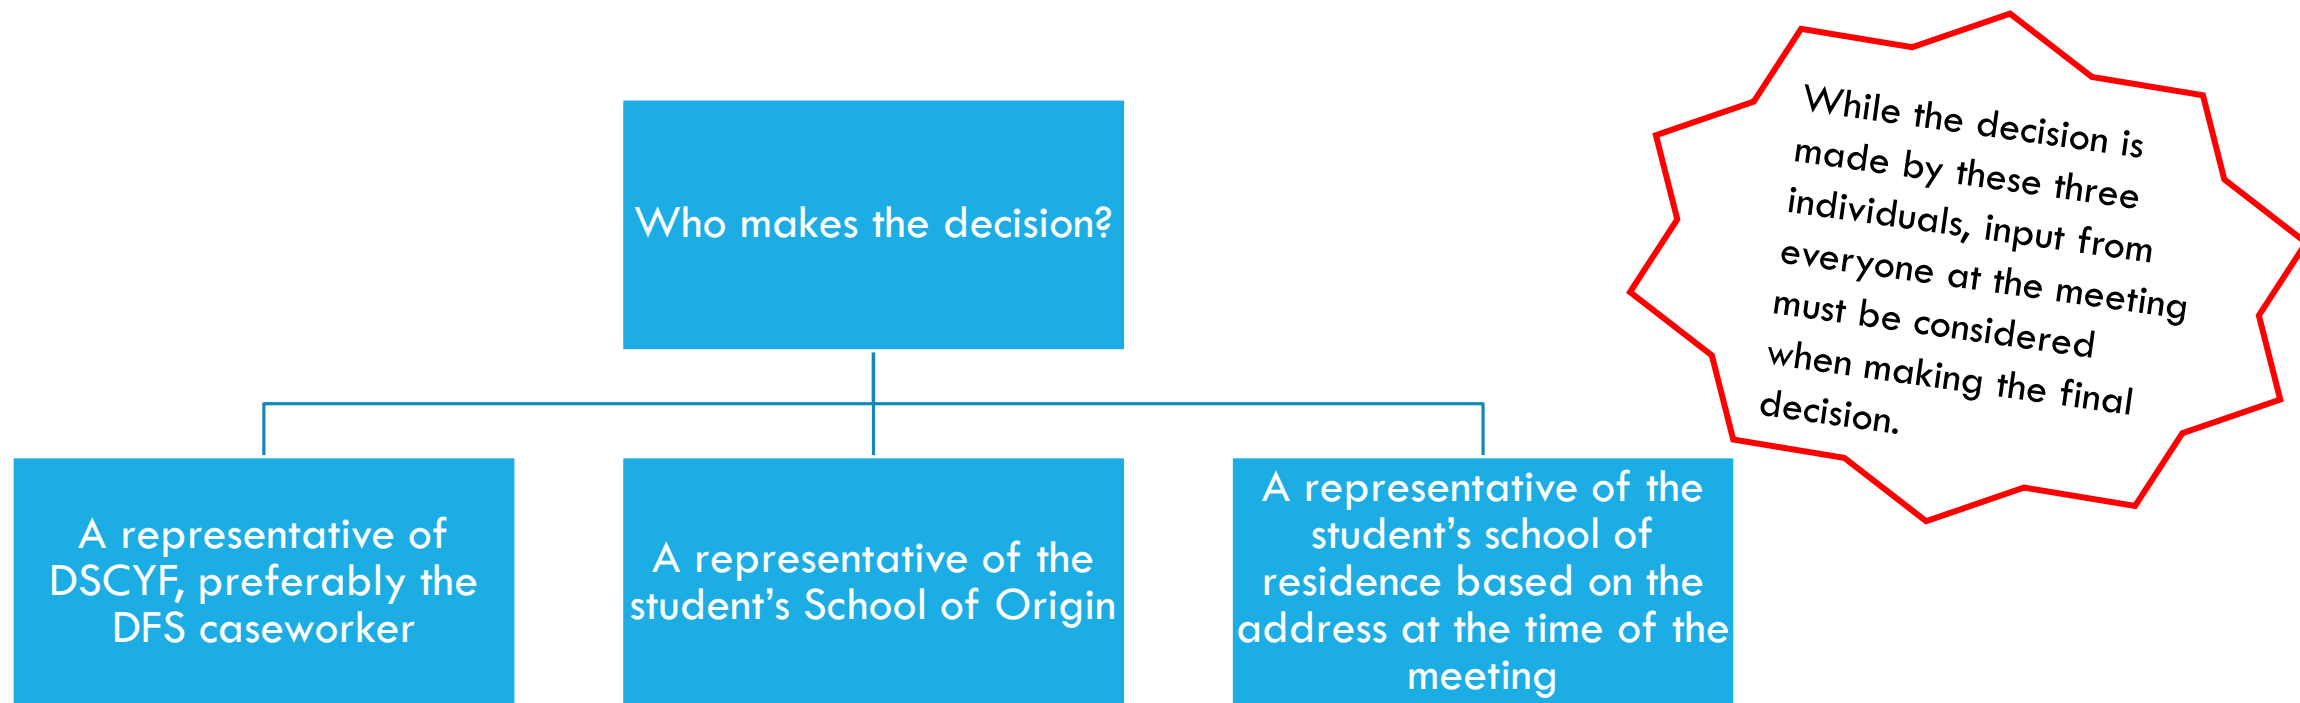 Who makes the decision?
A representative of
DSCYF, preferably the
DFS caseworker
A representative of the
student’s School of Origin
A representative of the
student’s school of
residence based on the
address at the time of the
meeting
While the decision is
made by these three
individuals, input from
everyone at the meeting
must be considered
when making the final
decision.